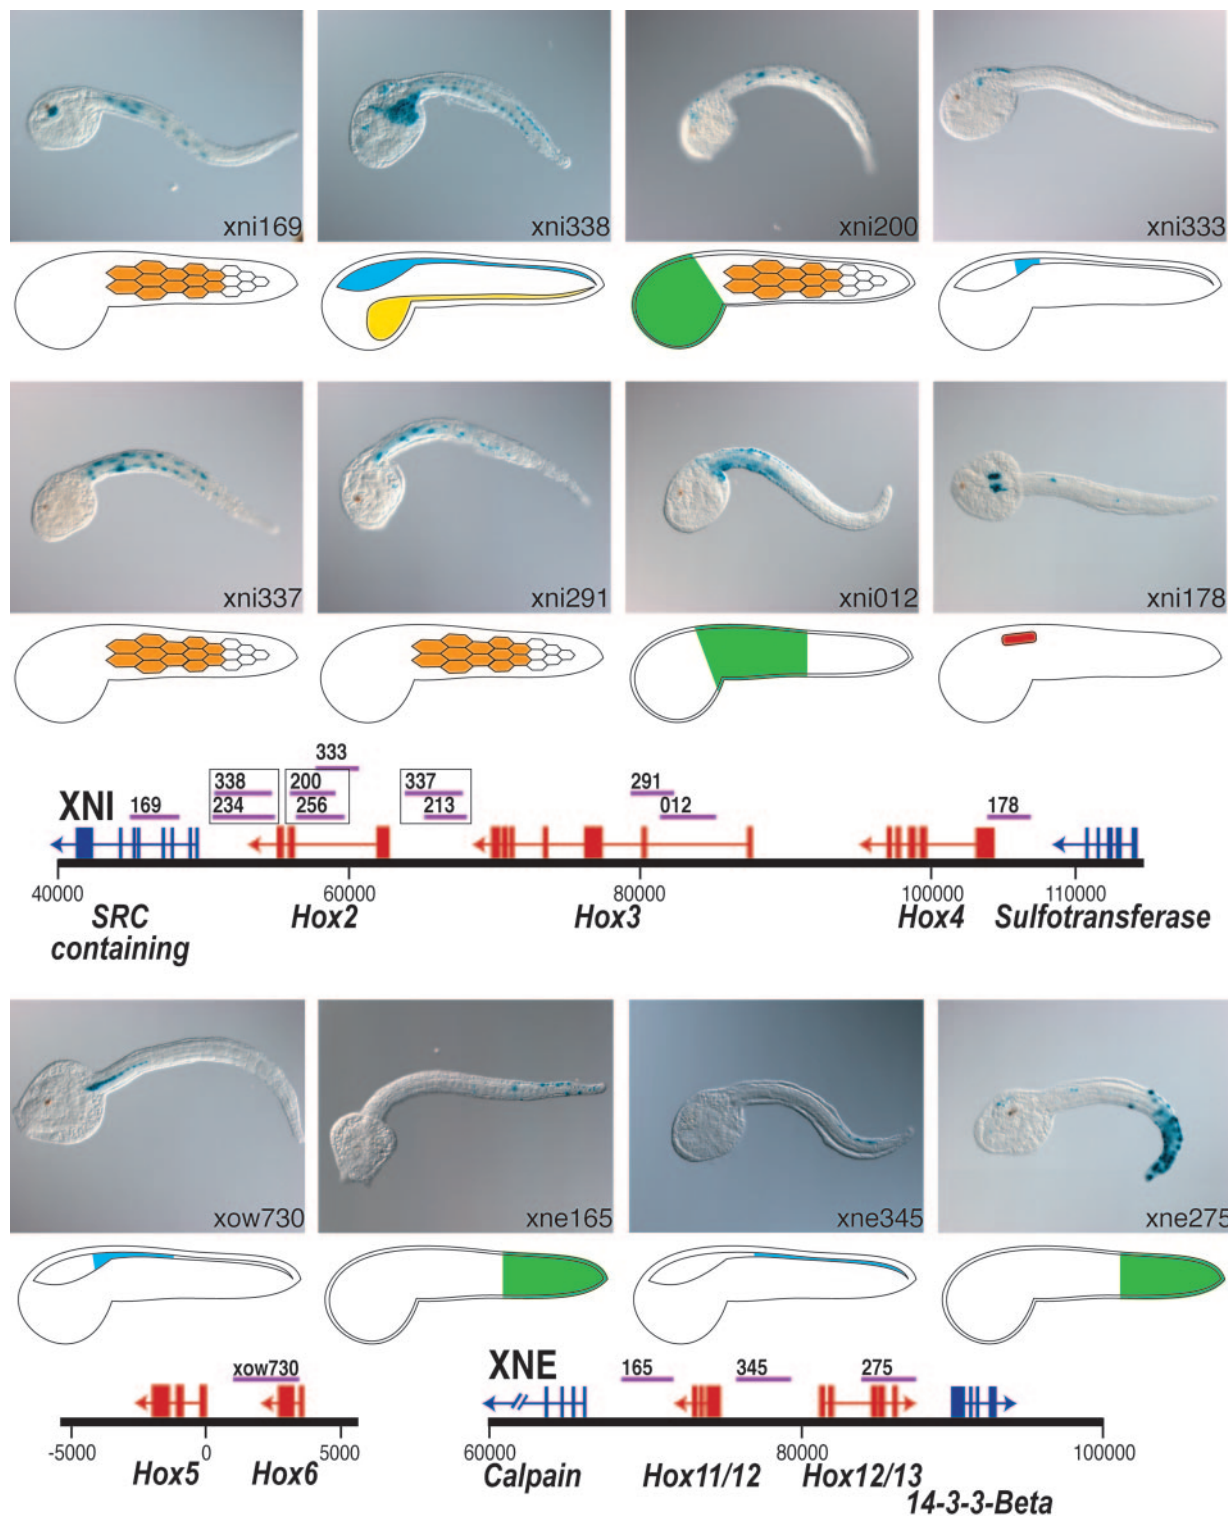 xni169
xni338
xni200
xni333
xni337
xni291
xni012
xni178
333
338
200
337
291
XNI
169
234
256
213
012
178
40000
60000
80000
100000
110000
SRC
containing
Hox2
Hox3
Hox4
Sulfotransferase
xow730
xne165
xne345
xne275
xow730
XNE
165
345
275
-5000
0
5000
60000
80000
100000
Hox5
Hox6
Calpain
Hox11/12
Hox12/13
14-3-3-Beta